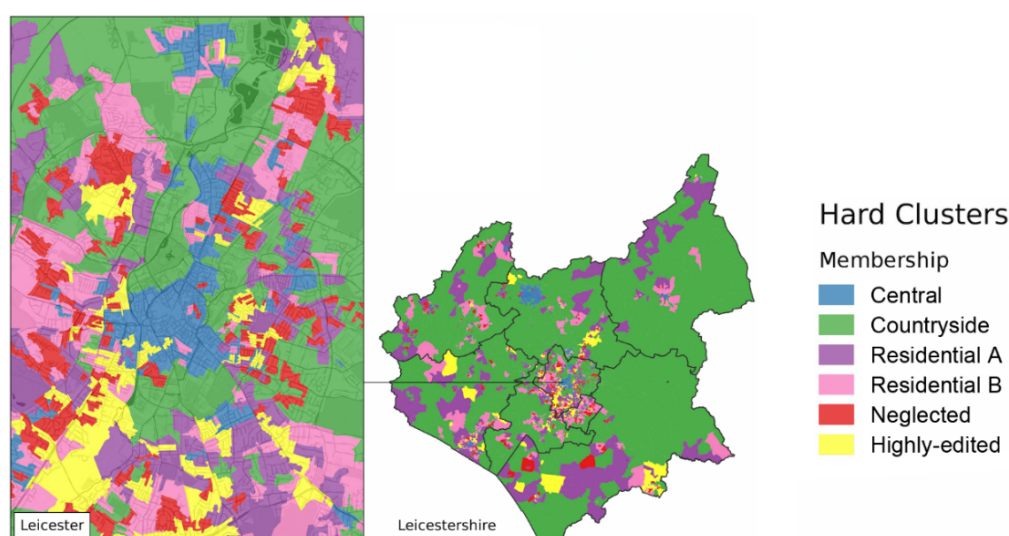 Leicester
Leicestershire
Hard Clusters
Membership
Central
Countryside
Residential A
Residential B
Neglected
Highly-edited